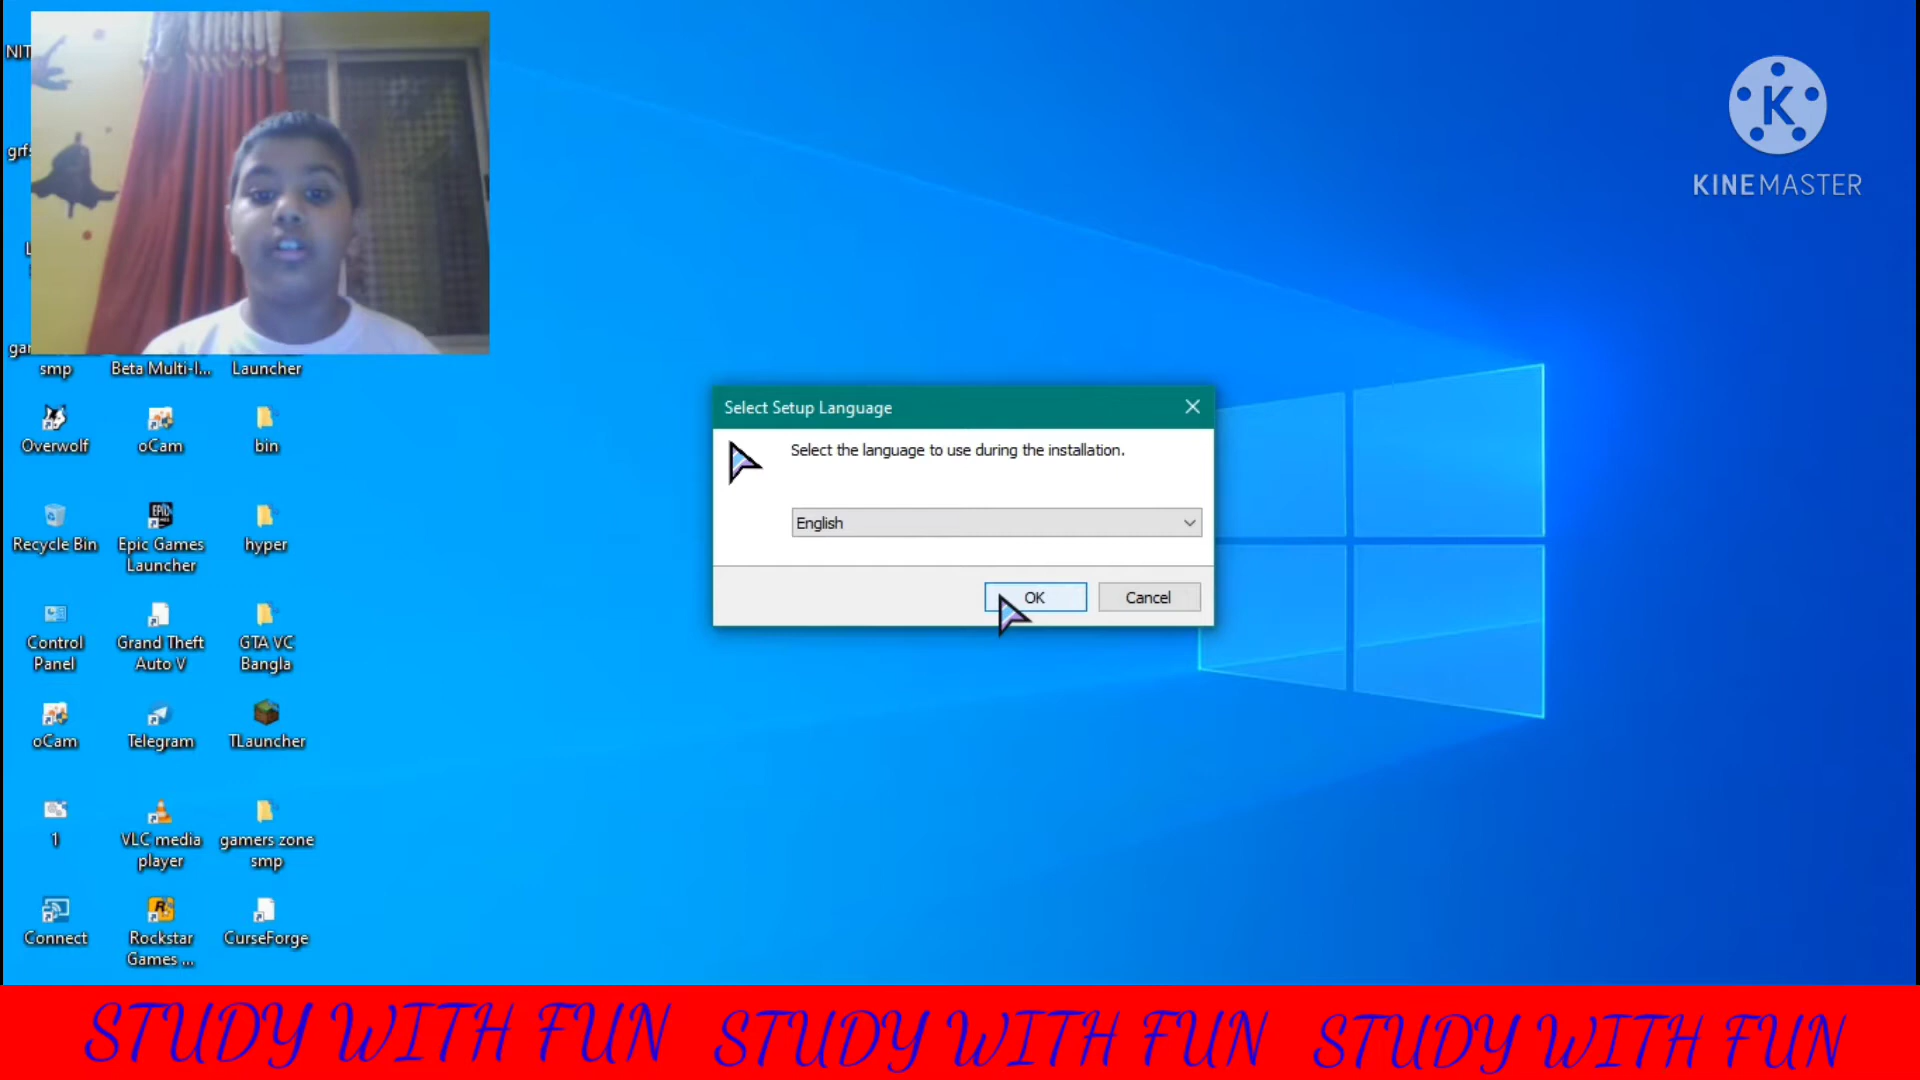 KINEMASTER
NIT
grfs
L
gar
smp
Beta Multi-I...
Launcher
Overwolf
oCam
bin
Recycle Bin
Epic Games
Launcher
hyper
Control
Panel
Grand Theft
Auto V
GTA VC
Bangla
oCam
Telegram
TLauncher
1
VLC media
player
gamers zone
smp
Connect
Rockstar
Games ...
CurseForge
Select Setup Language
Select the language to use during the installation.
English
OK
Cancel
STUDY WITH FUN STUDY WITH FUN STUDY WITH FUN